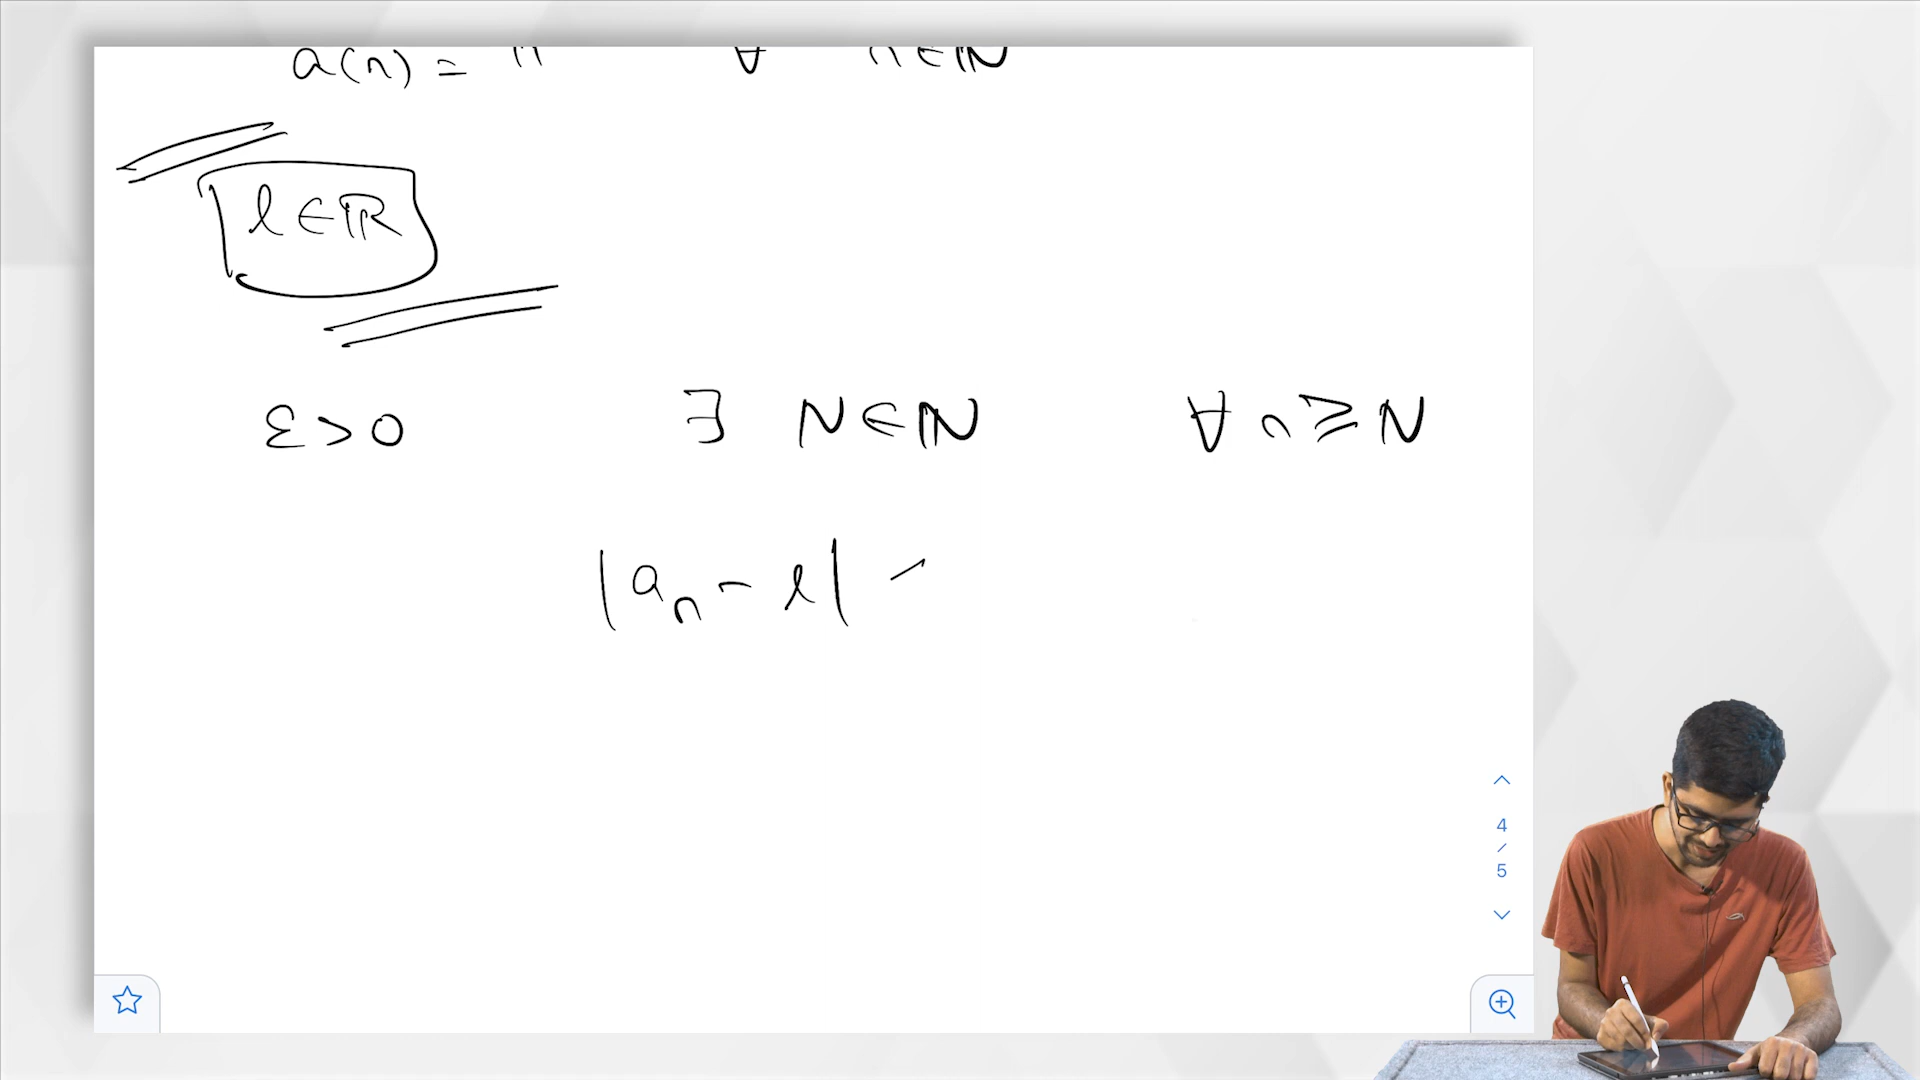 a(n) = n ∀ n∈ℕ
l∈ℝ
ε>0 ∃ N∈ℕ ∀ n≥N
|aₙ - l|
4
/
5